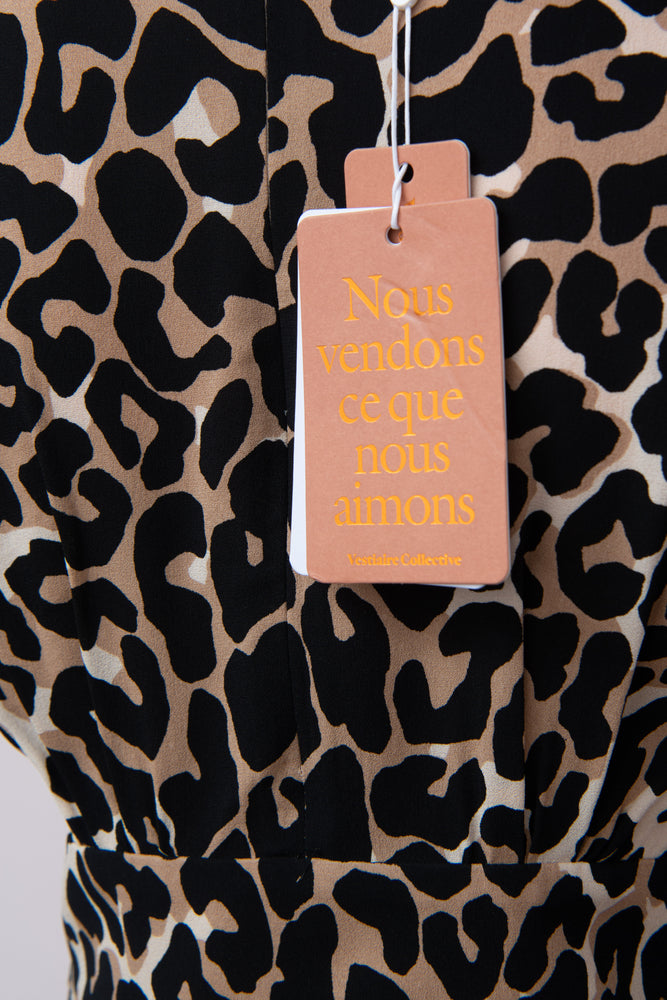 Nous
vendons
ce que
nous
aimons
Vestiaire Collective